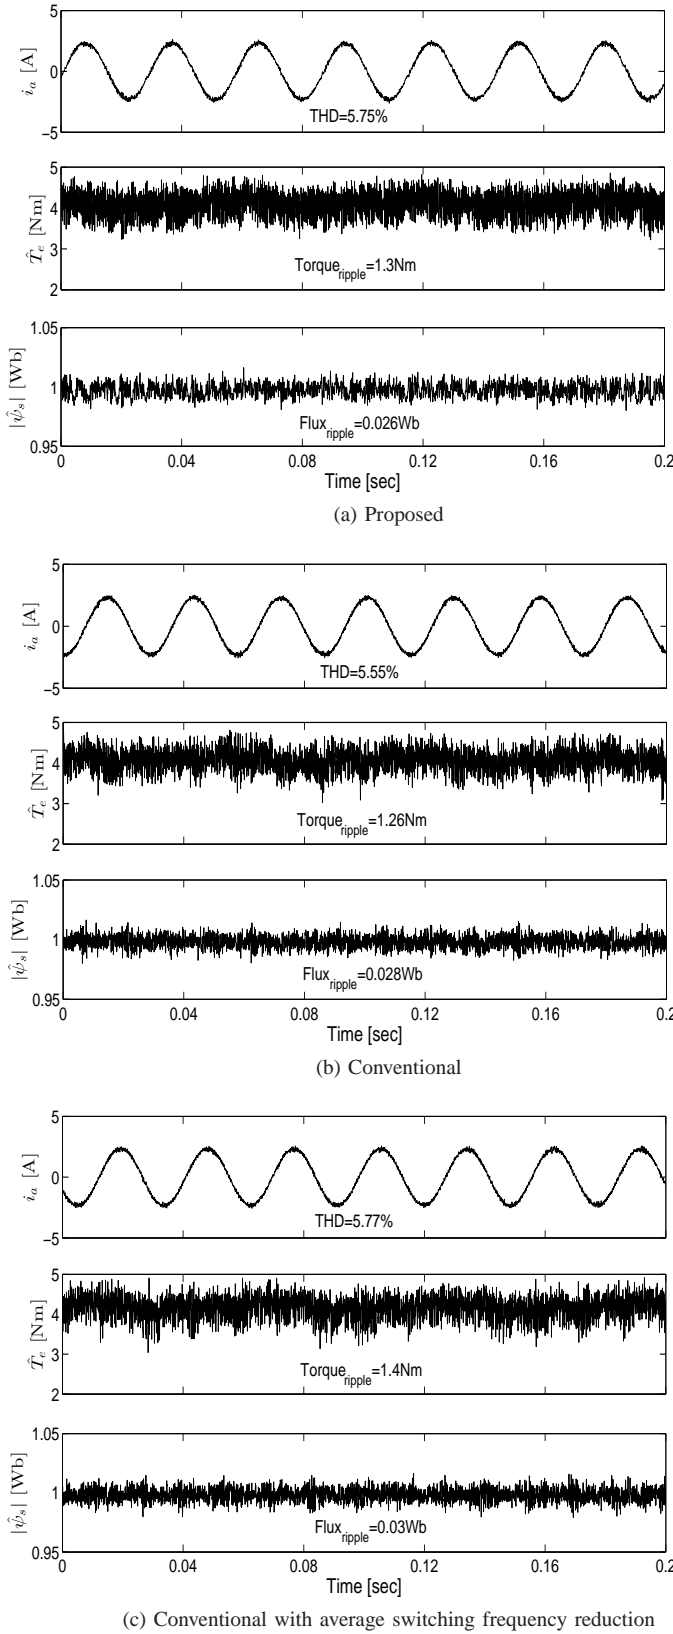 5
0
−5
i_a [A]
THD=5.75%
5
4
3
2
T̂_e [Nm]
Torque_ripple=1.3Nm
1.05
1
0.95
|ψ̂_s| [Wb]
Flux_ripple=0.026Wb
0 0.04 0.08 0.12 0.16 0.2
Time [sec]
(a) Proposed
5
0
−5
i_a [A]
THD=5.55%
5
4
3
2
T̂_e [Nm]
Torque_ripple=1.26Nm
1.05
1
0.95
|ψ̂_s| [Wb]
Flux_ripple=0.028Wb
0 0.04 0.08 0.12 0.16 0.2
Time [sec]
(b) Conventional
5
0
−5
i_a [A]
THD=5.77%
5
4
3
2
T̂_e [Nm]
Torque_ripple=1.4Nm
1.05
1
0.95
|ψ̂_s| [Wb]
Flux_ripple=0.03Wb
0 0.04 0.08 0.12 0.16 0.2
Time [sec]
(c) Conventional with average switching frequency reduction